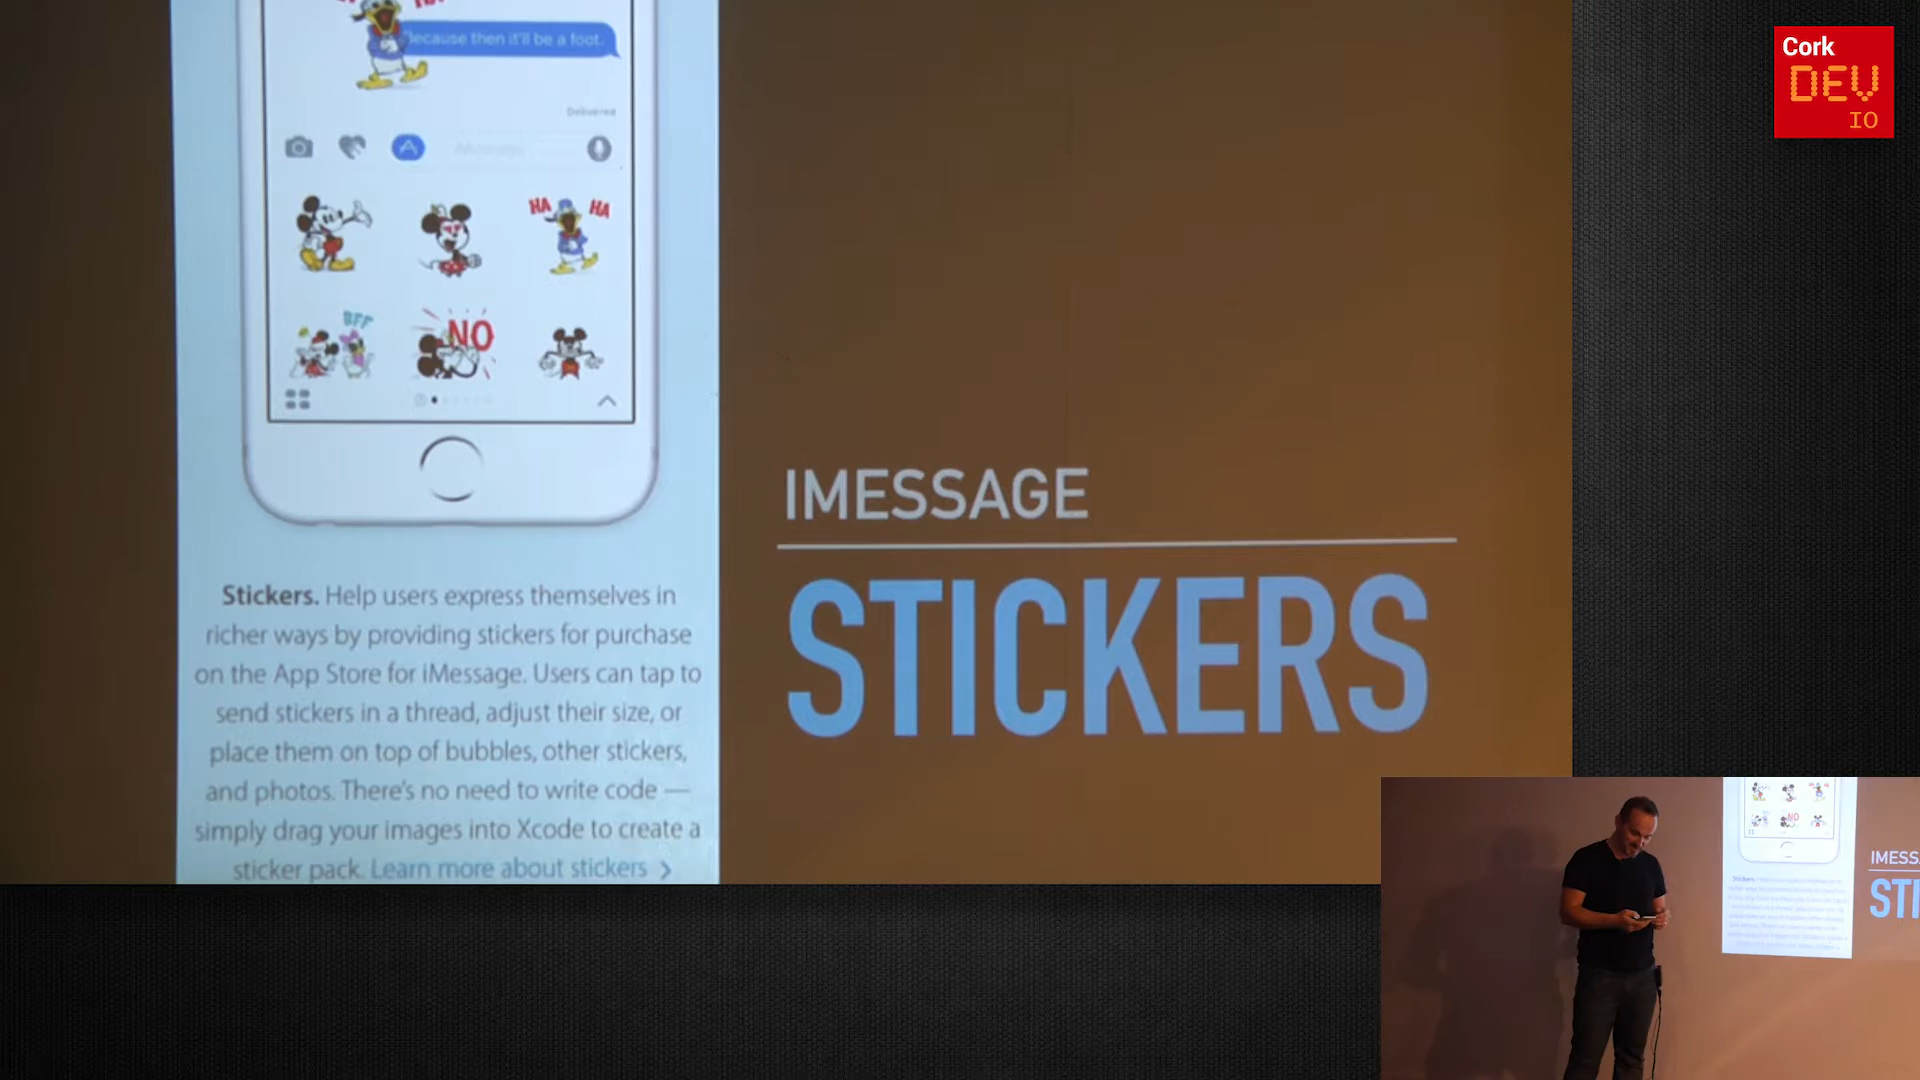 Because then it'll be a foot.
Delivered
iMessage
HA HA
BFF
NO
Stickers. Help users express themselves in
richer ways by providing stickers for purchase
on the App Store for iMessage. Users can tap to
send stickers in a thread, adjust their size, or
place them on top of bubbles, other stickers,
and photos. There's no need to write code —
simply drag your images into Xcode to create a
sticker pack. Learn more about stickers >
IMESSAGE
STICKERS
Cork
DEV
IO
NO
IMESSA
STI